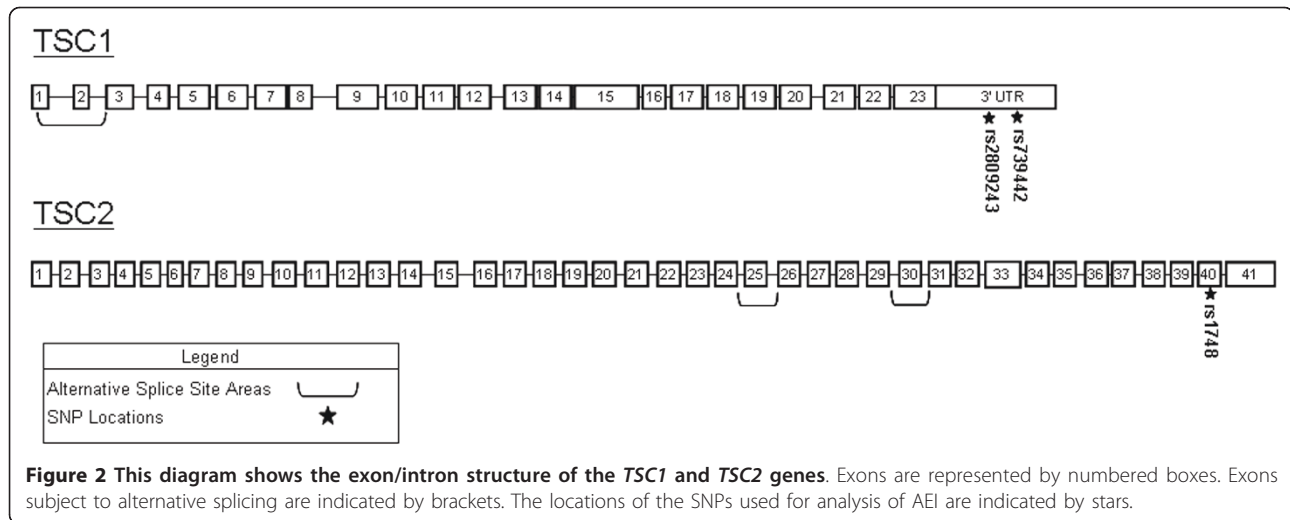 TSC1
1 2 3 4 5 6 7 8 9 10 11 12 13 14 15 16 17 18 19 20 21 22 23 3' UTR
rs2809243 rs739442
TSC2
1 2 3 4 5 6 7 8 9 10 11 12 13 14 15 16 17 18 19 20 21 22 23 24 25 26 27 28 29 30 31 32 33 34 35 36 37 38 39 40 41
rs1748
Legend
Alternative Splice Site Areas
SNP Locations
Figure 2 This diagram shows the exon/intron structure of the TSC1 and TSC2 genes. Exons are represented by numbered boxes. Exons
subject to alternative splicing are indicated by brackets. The locations of the SNPs used for analysis of AEI are indicated by stars.